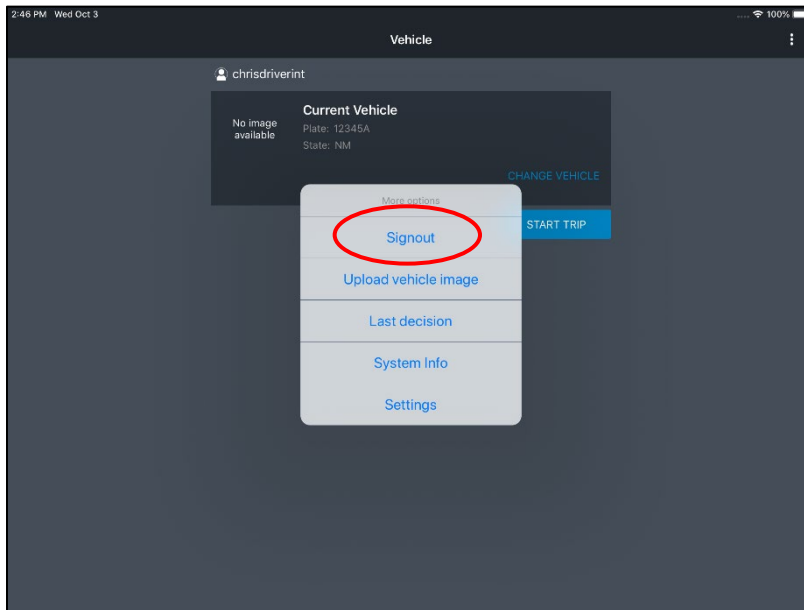 2:46 PM Wed Oct 3
100%
Vehicle
chrisdriverint
No image
available
Current Vehicle
Plate: 12345A
State: NM
CHANGE VEHICLE
START TRIP
More options
Signout
Upload vehicle image
Last decision
System Info
Settings